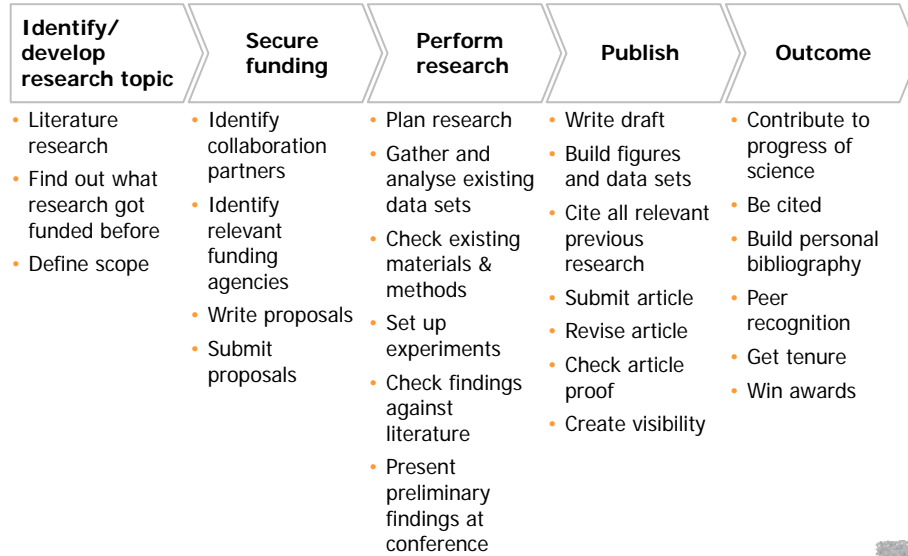 Identify/
develop
research topic
Secure
funding
Perform
research
Publish
Outcome
• Literature
research
• Find out what
research got
funded before
• Define scope
• Identify
collaboration
partners
• Identify
relevant
funding
agencies
• Write proposals
• Submit
proposals
• Plan research
• Gather and
analyse existing
data sets
• Check existing
materials &
methods
• Set up
experiments
• Check findings
against
literature
• Present
preliminary
findings at
conference
• Write draft
• Build figures
and data sets
• Cite all relevant
previous
research
• Submit article
• Revise article
• Check article
proof
• Create visibility
• Contribute to
progress of
science
• Be cited
• Build personal
bibliography
• Peer
recognition
• Get tenure
• Win awards